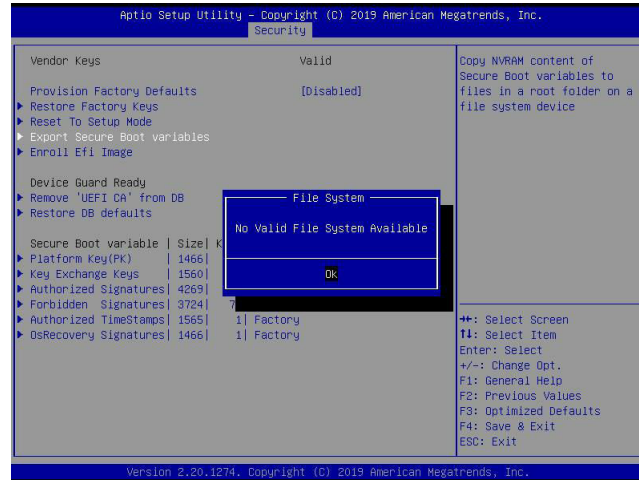 Aptio Setup Utility – Copyright (C) 2019 American Megatrends, Inc.
Security
Vendor Keys Valid
Provision Factory Defaults [Disabled]
Restore Factory Keys
Reset To Setup Mode
Export Secure Boot variables
Enroll Efi Image
Device Guard Ready
Remove 'UEFI CA' from DB
Restore DB defaults
Secure Boot variable | Size| K
Platform Key(PK) | 1466|
Key Exchange Keys | 1560|
Authorized Signatures| 4269|
Forbidden Signatures| 3724| 7
Authorized TimeStamps| 1565| 1| Factory
OsRecovery Signatures| 1466| 1| Factory
File System
No Valid File System Available
Ok
Copy NVRAM content of
Secure Boot variables to
files in a root folder on a
file system device
→←: Select Screen
↑↓: Select Item
Enter: Select
+/-: Change Opt.
F1: General Help
F2: Previous Values
F3: Optimized Defaults
F4: Save & Exit
ESC: Exit
Version 2.20.1274. Copyright (C) 2019 American Megatrends, Inc.